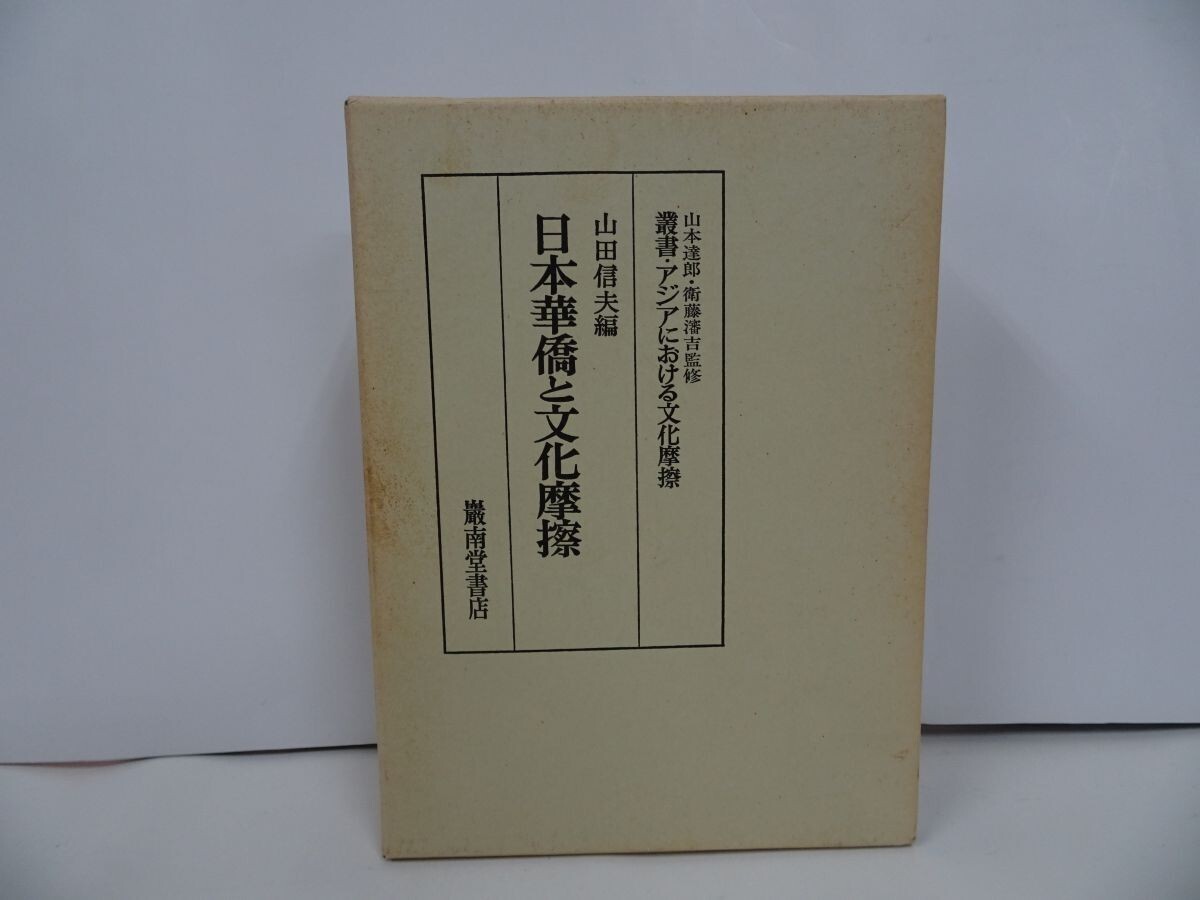 山本達郎・衛藤瀋吉監修
叢書・アジアにおける文化摩擦
山田信夫編
日本華僑と文化摩擦
巖南堂書店